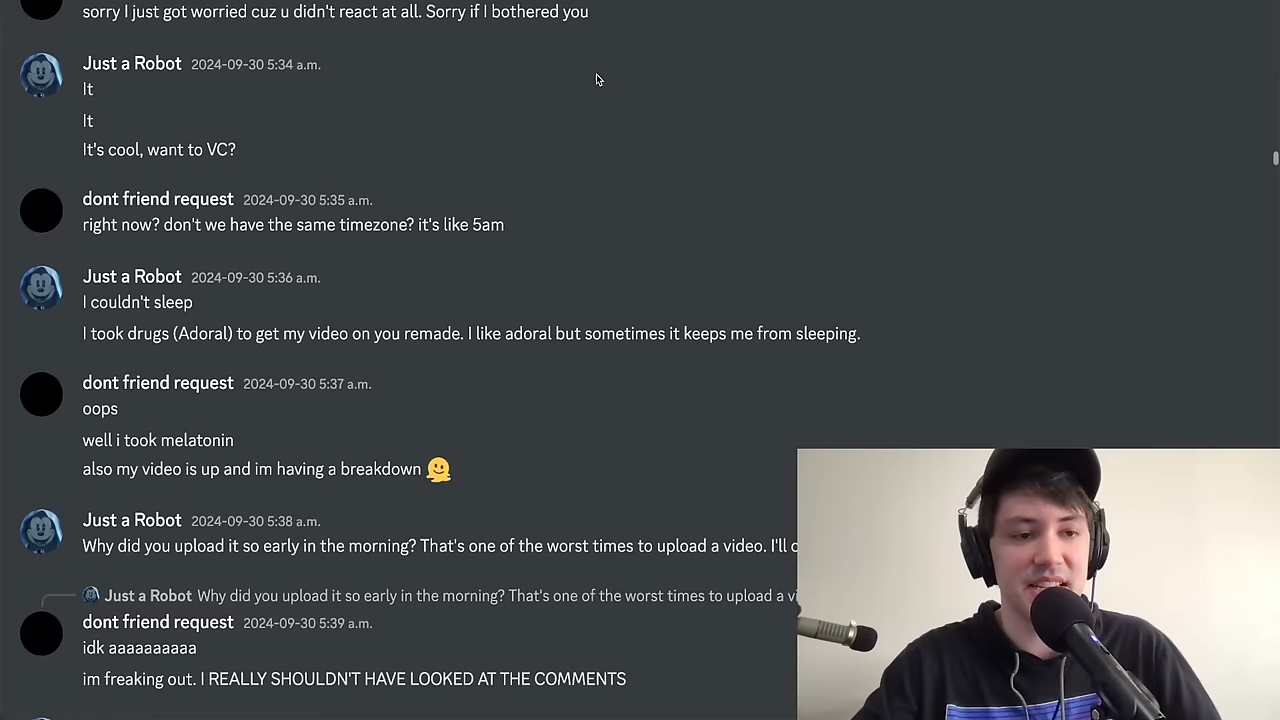 sorry I just got worried cuz u didn't react at all. Sorry if I bothered you
Just a Robot 2024-09-30 5:34 a.m.
It
It
It's cool, want to VC?
dont friend request 2024-09-30 5:35 a.m.
right now? don't we have the same timezone? it's like 5am
Just a Robot 2024-09-30 5:36 a.m.
I couldn't sleep
I took drugs (Adoral) to get my video on you remade. I like adoral but sometimes it keeps me from sleeping.
dont friend request 2024-09-30 5:37 a.m.
oops
well i took melatonin
also my video is up and im having a breakdown 🫠
Just a Robot 2024-09-30 5:38 a.m.
Why did you upload it so early in the morning? That's one of the worst times to upload a video. I'll
Just a Robot Why did you upload it so early in the morning? That's one of the worst times to upload a
dont friend request 2024-09-30 5:39 a.m.
idk aaaaaaaaaa
im freaking out. I REALLY SHOULDN'T HAVE LOOKED AT THE COMMENTS